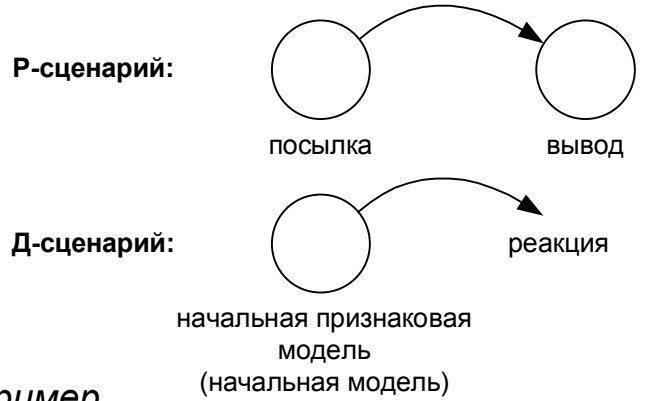 Р-сценарий:
посылка
вывод
Д-сценарий:
реакция
начальная признаковая
модель
(начальная модель)